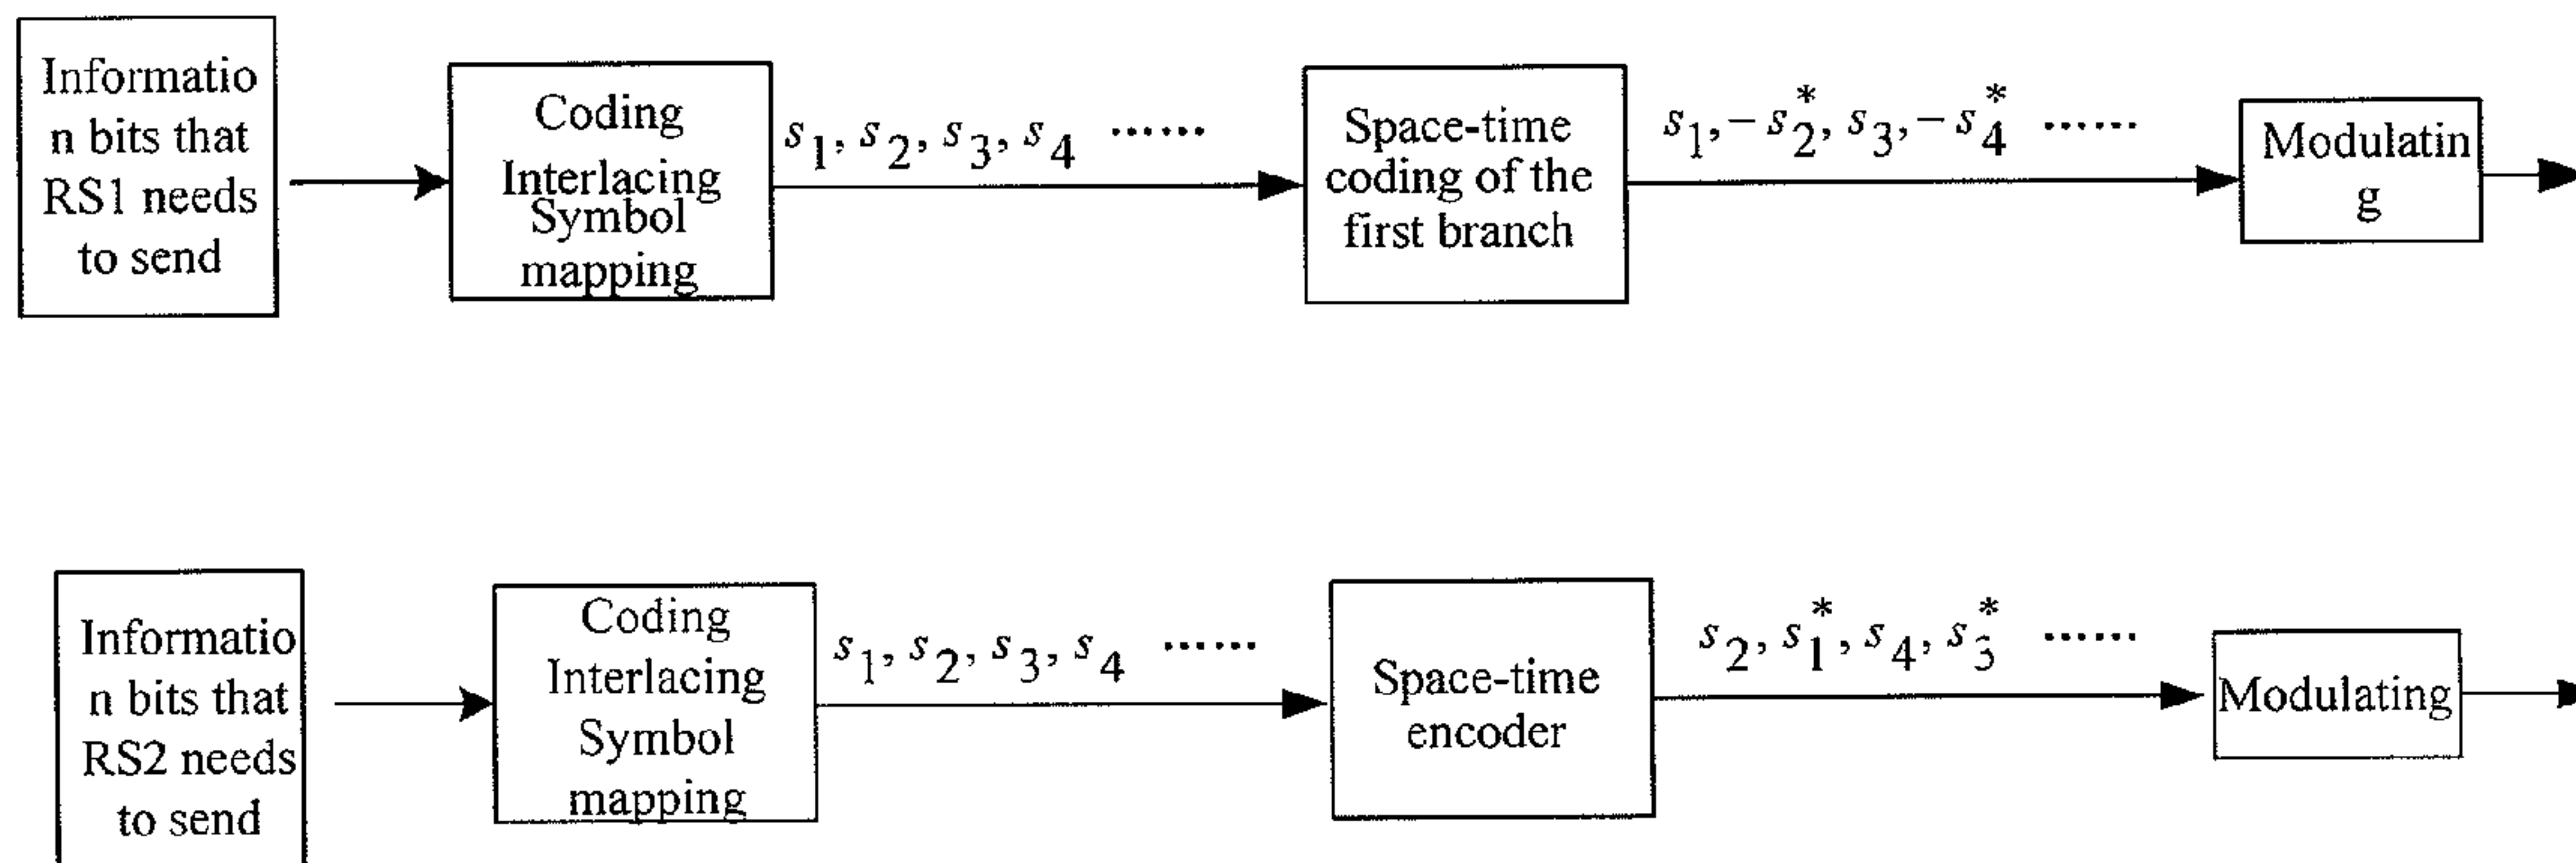 Informatio
n bits that
RS1 needs
to send
Coding
Interlacing
Symbol
mapping
s1, s2, s3, s4 ······
Space-time
coding of the
first branch
s1, −s2*, s3, −s4* ······
Modulatin
g
Informatio
n bits that
RS2 needs
to send
Coding
Interlacing
Symbol
mapping
s1, s2, s3, s4 ······
Space-time
encoder
s2, s1*, s4, s3* ······
Modulating